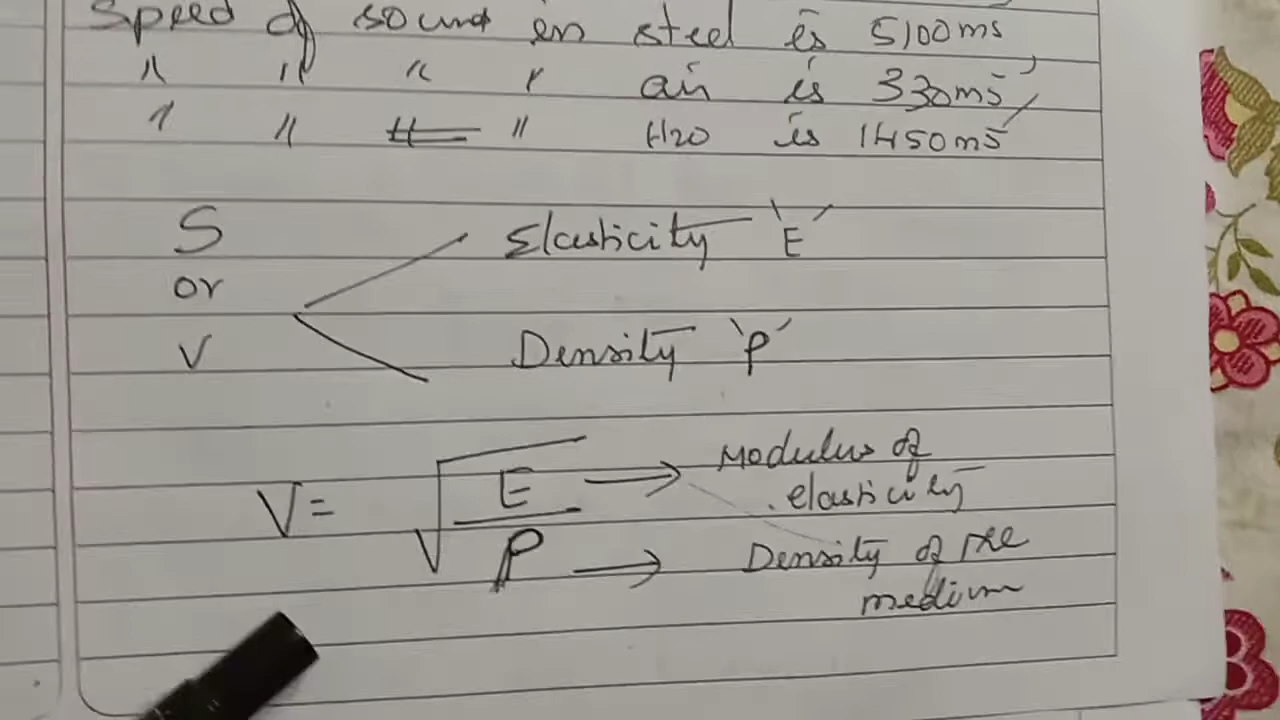 Speed of sound in steel is 5100ms
" " " " air is 330ms
" " " H2O is 1450ms
S
or
V
Elasticity 'E'
Density 'ρ'
V = √E/ρ
→ Modulus of
elasticity
→ Density of the
medium